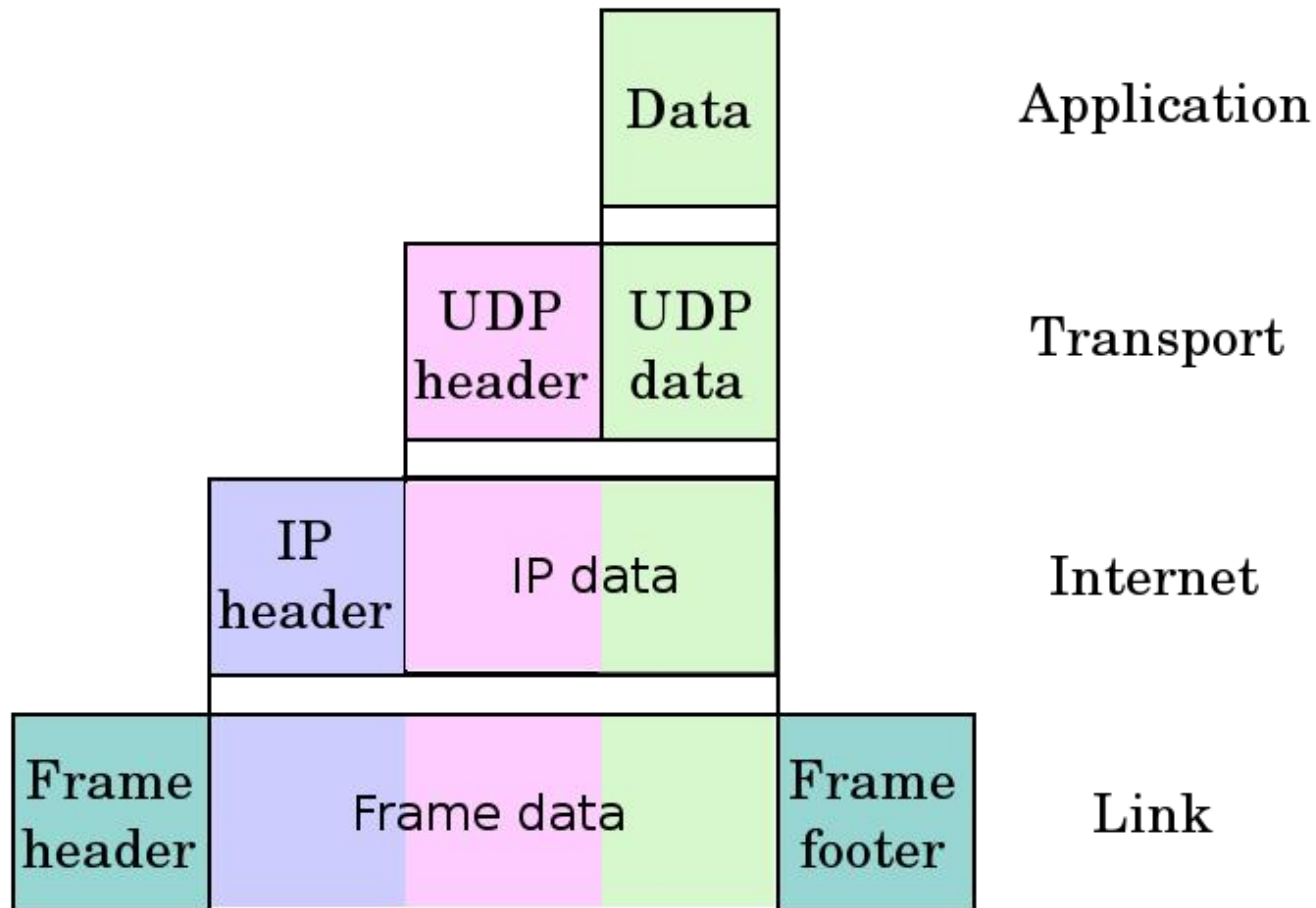 Data
Application
UDP
header
UDP
data
Transport
IP
header
IP data
Internet
Frame
header
Frame data
Frame
footer
Link